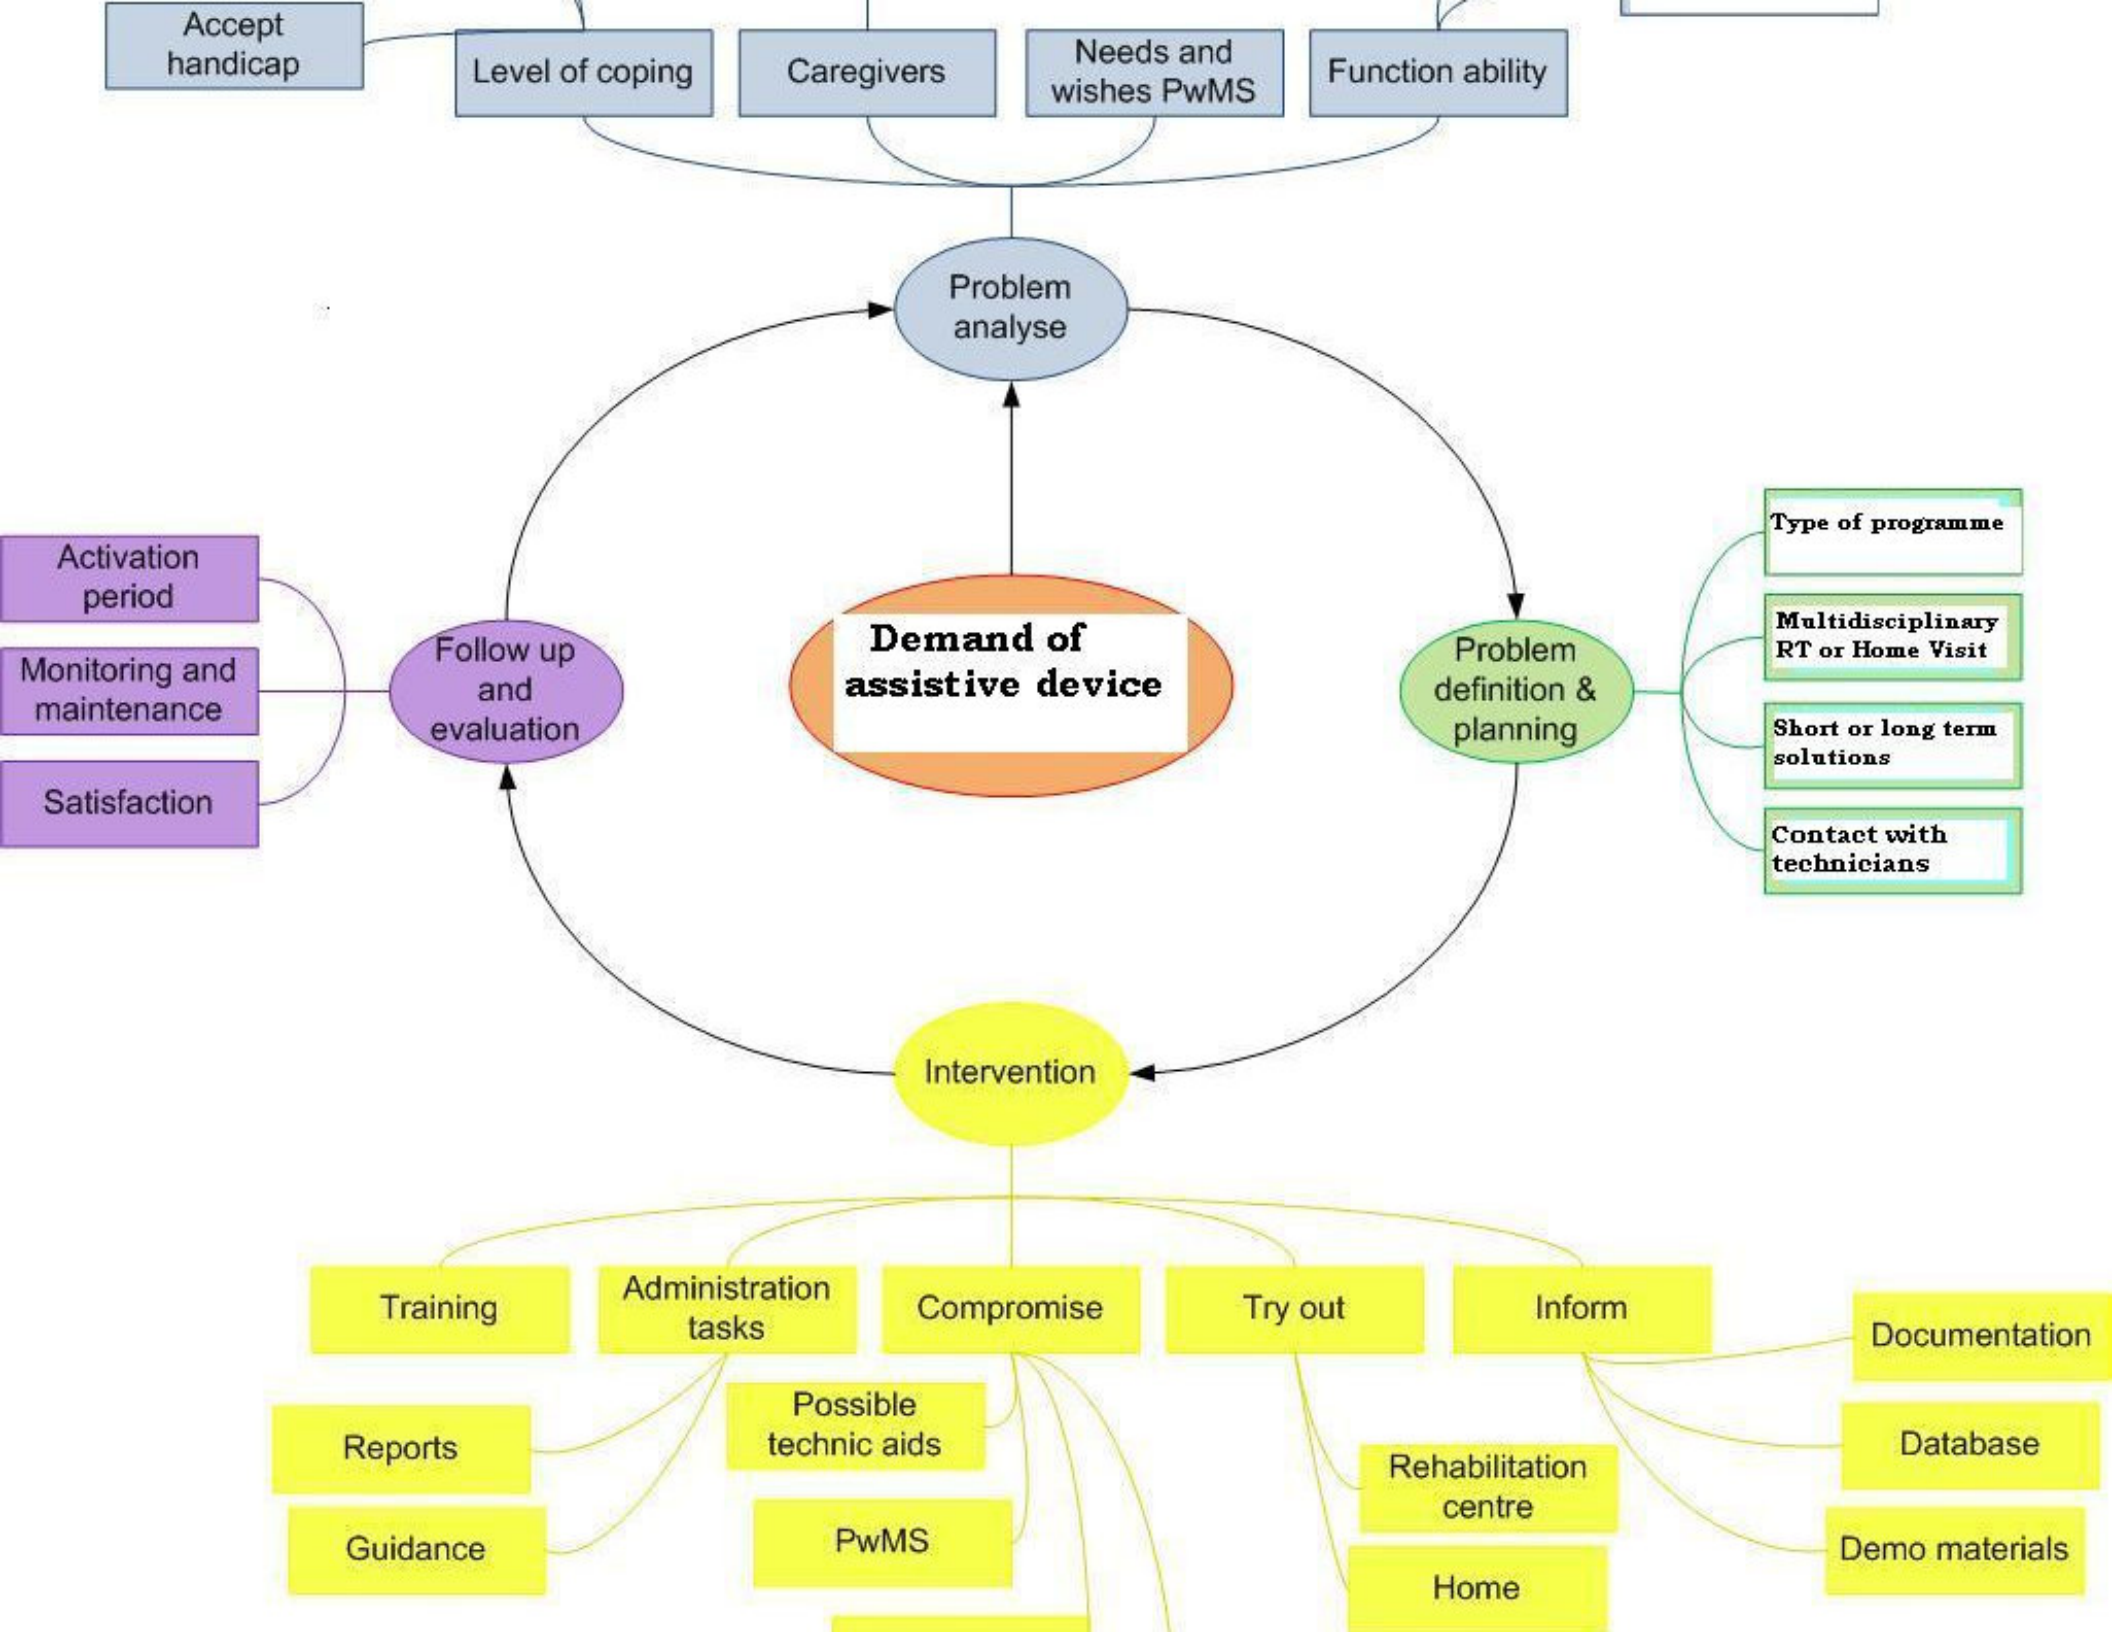 Accept
handicap
Level of coping
Caregivers
Needs and
wishes PwMS
Function ability
Problem
analyse
Type of programme
Multidisciplinary
RT or Home Visit
Short or long term
solutions
Contact with
technicians
Problem
definition &
planning
Demand of
assistive device
Follow up
and
evaluation
Activation
period
Monitoring and
maintenance
Satisfaction
Intervention
Training
Administration
tasks
Compromise
Try out
Inform
Reports
Guidance
Possible
technic aids
PwMS
Rehabilitation
centre
Home
Documentation
Database
Demo materials